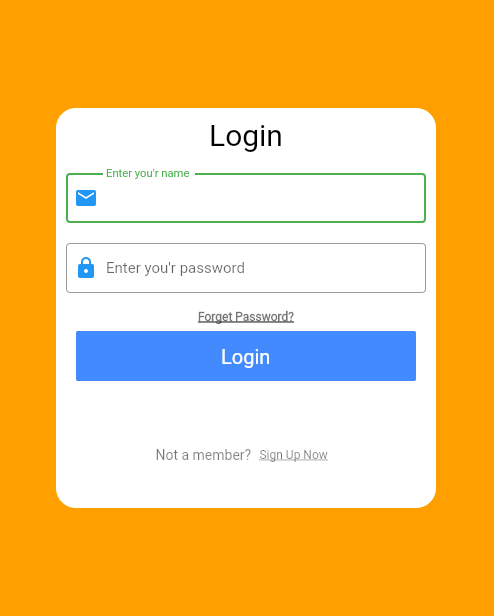 Login
Enter you'r name
Enter you'r password
Forget Password?
Login
Not a member? Sign Up Now